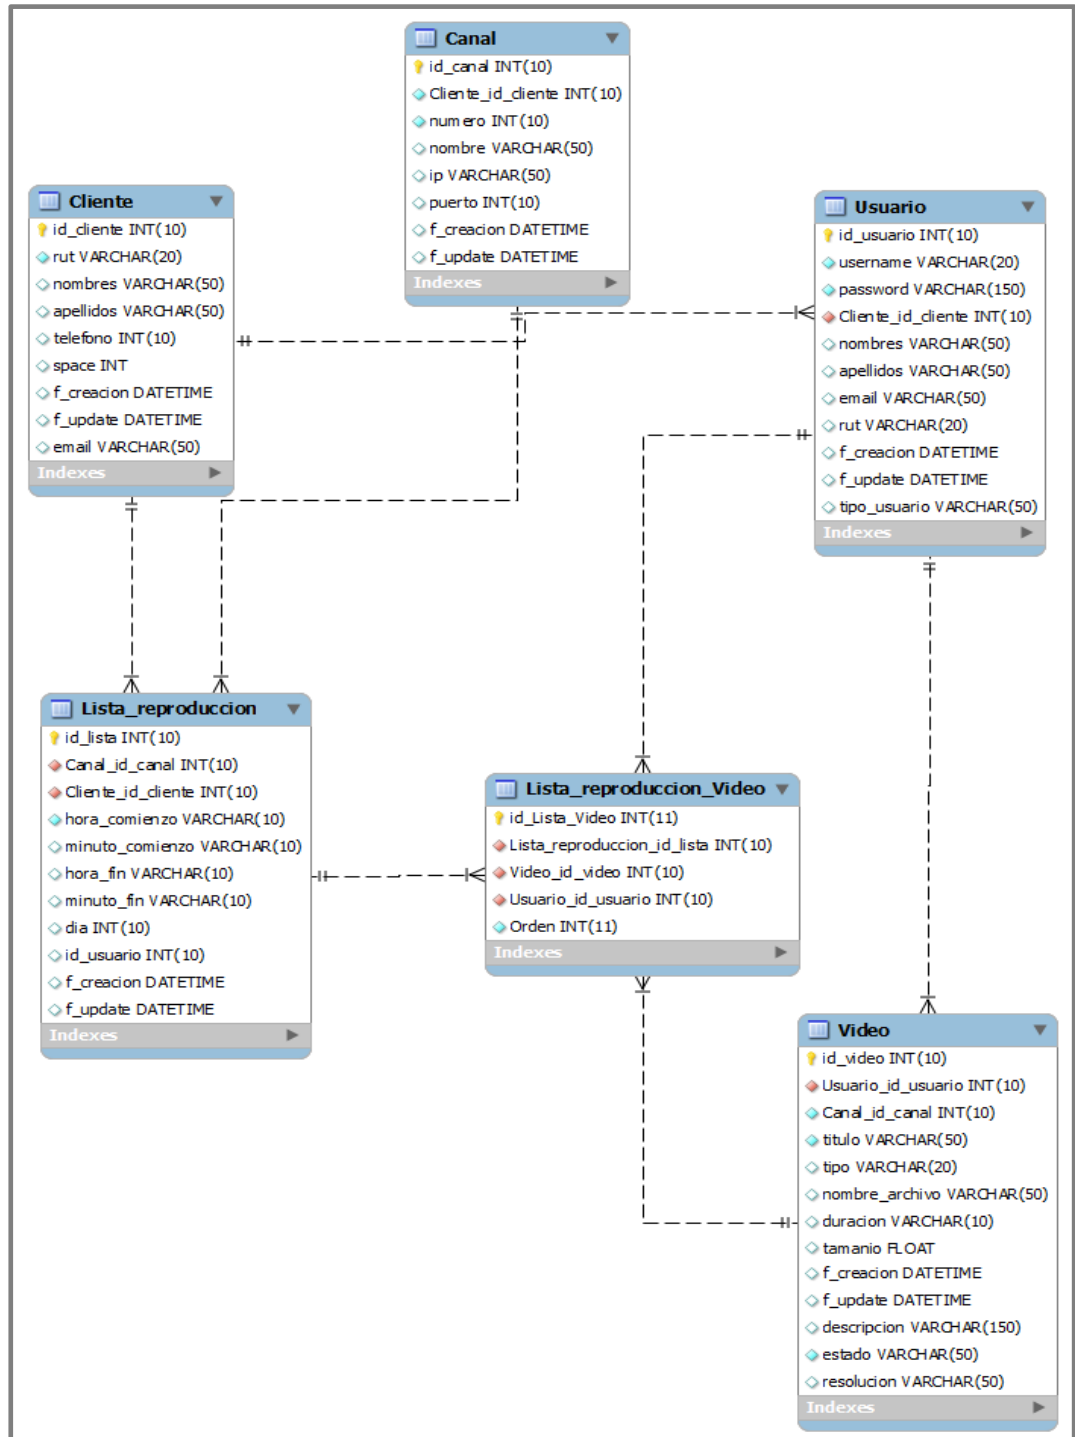 Canal
id_canal INT(10)
Cliente_id_cliente INT(10)
numero INT(10)
nombre VARCHAR(50)
ip VARCHAR(50)
puerto INT(10)
f_creacion DATETIME
f_update DATETIME
Indexes
Cliente
id_cliente INT(10)
rut VARCHAR(20)
nombres VARCHAR(50)
apellidos VARCHAR(50)
telefono INT(10)
space INT
f_creacion DATETIME
f_update DATETIME
email VARCHAR(50)
Indexes
Usuario
id_usuario INT(10)
username VARCHAR(20)
password VARCHAR(150)
Cliente_id_cliente INT(10)
nombres VARCHAR(50)
apellidos VARCHAR(50)
email VARCHAR(50)
rut VARCHAR(20)
f_creacion DATETIME
f_update DATETIME
tipo_usuario VARCHAR(50)
Indexes
Lista_reproduccion
id_lista INT(10)
Canal_id_canal INT(10)
Cliente_id_cliente INT(10)
hora_comienzo VARCHAR(10)
minuto_comienzo VARCHAR(10)
hora_fin VARCHAR(10)
minuto_fin VARCHAR(10)
dia INT(10)
id_usuario INT(10)
f_creacion DATETIME
f_update DATETIME
Indexes
Lista_reproduccion_Video
id_Lista_Video INT(11)
Lista_reproduccion_id_lista INT(10)
Video_id_video INT(10)
Usuario_id_usuario INT(10)
Orden INT(11)
Indexes
Video
id_video INT(10)
Usuario_id_usuario INT(10)
Canal_id_canal INT(10)
titulo VARCHAR(50)
tipo VARCHAR(20)
nombre_archivo VARCHAR(50)
duracion VARCHAR(10)
tamanio FLOAT
f_creacion DATETIME
f_update DATETIME
descripcion VARCHAR(150)
estado VARCHAR(50)
resolucion VARCHAR(50)
Indexes